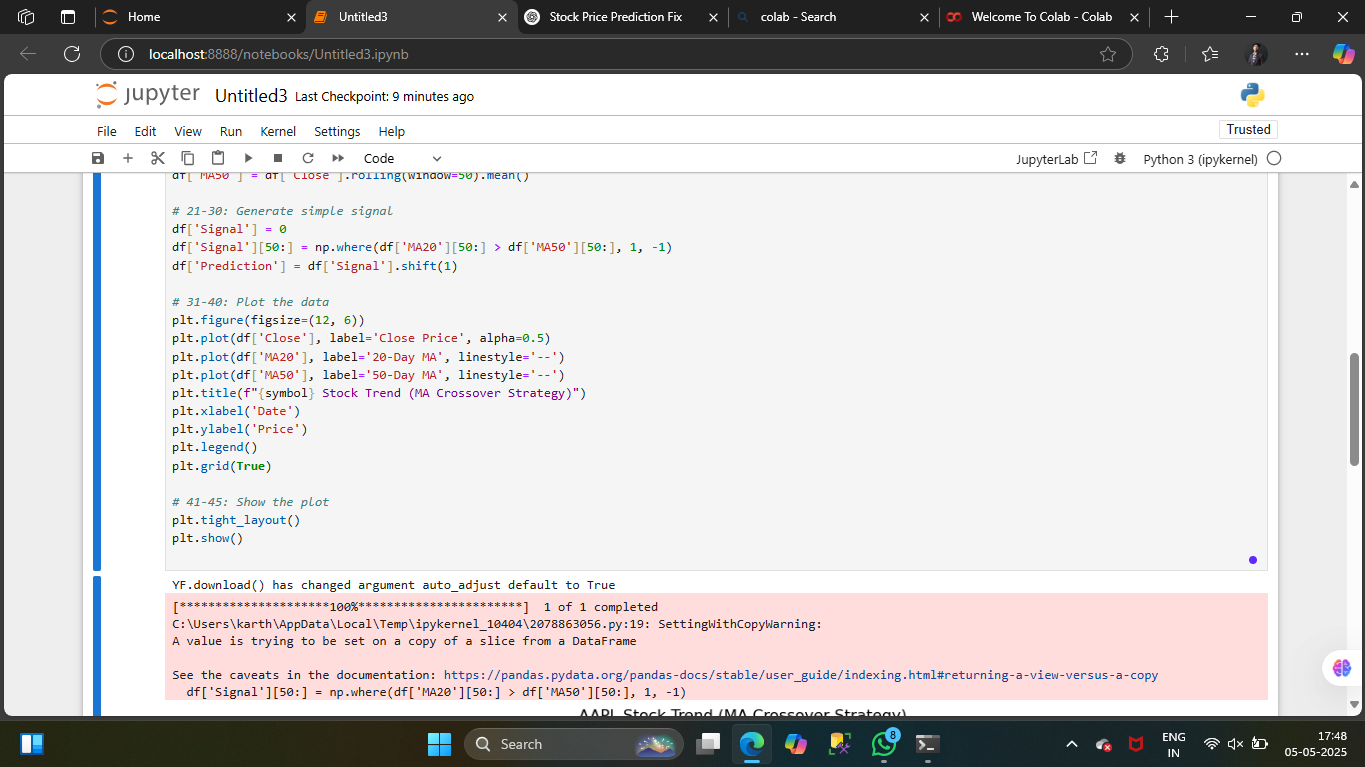 Home
Untitled3
Stock Price Prediction Fix
colab - Search
Welcome To Colab - Colab
localhost:8888/notebooks/Untitled3.ipynb
jupyter Untitled3 Last Checkpoint: 9 minutes ago
File Edit View Run Kernel Settings Help
Trusted
Code
JupyterLab
Python 3 (ipykernel)
df['MA50'] = df['Close'].rolling(window=50).mean()
# 21-30: Generate simple signal
df['Signal'] = 0
df['Signal'][50:] = np.where(df['MA20'][50:] > df['MA50'][50:], 1, -1)
df['Prediction'] = df['Signal'].shift(1)
# 31-40: Plot the data
plt.figure(figsize=(12, 6))
plt.plot(df['Close'], label='Close Price', alpha=0.5)
plt.plot(df['MA20'], label='20-Day MA', linestyle='--')
plt.plot(df['MA50'], label='50-Day MA', linestyle='--')
plt.title(f"{symbol} Stock Trend (MA Crossover Strategy)")
plt.xlabel('Date')
plt.ylabel('Price')
plt.legend()
plt.grid(True)
# 41-45: Show the plot
plt.tight_layout()
plt.show()
YF.download() has changed argument auto_adjust default to True
[*********************100%***********************]  1 of 1 completed
C:\Users\karth\AppData\Local\Temp\ipykernel_10404\2078863056.py:19: SettingWithCopyWarning:
A value is trying to be set on a copy of a slice from a DataFrame
See the caveats in the documentation: https://pandas.pydata.org/pandas-docs/stable/user_guide/indexing.html#returning-a-view-versus-a-copy
df['Signal'][50:] = np.where(df['MA20'][50:] > df['MA50'][50:], 1, -1)
AAPL Stock Trend (MA Crossover Strategy)
Search
8
ENG
IN
17:48
05-05-2025